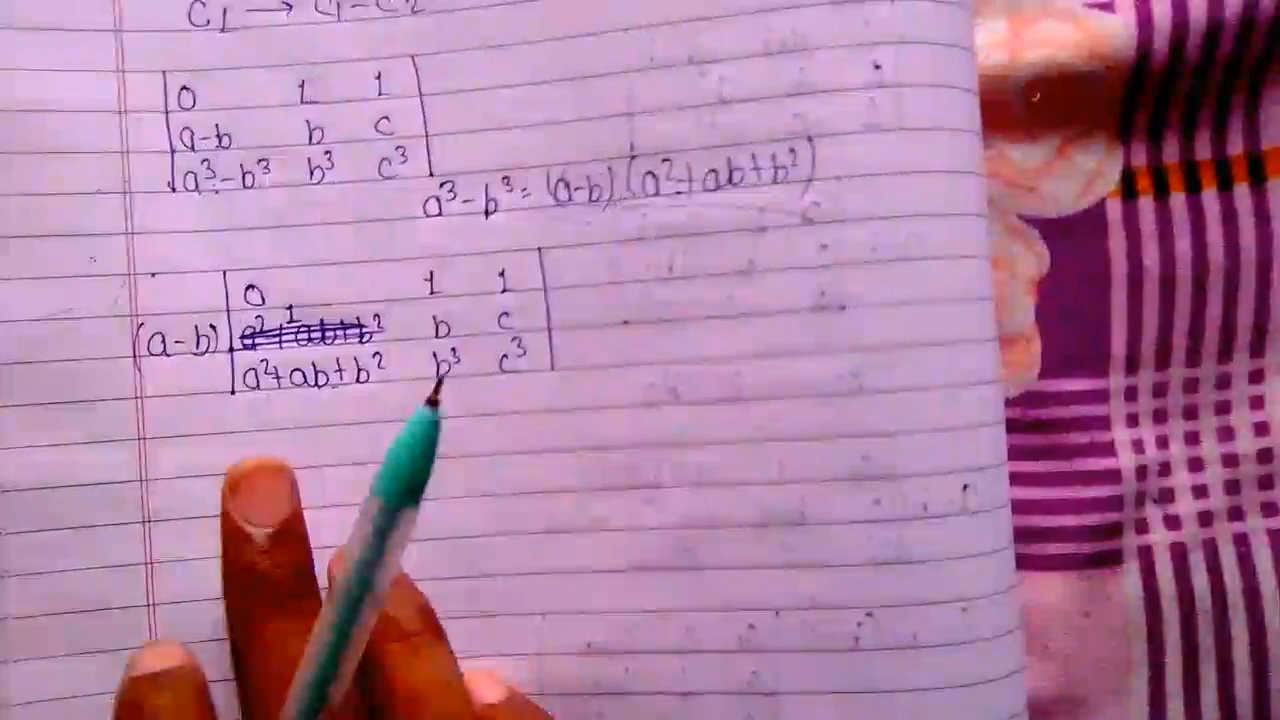 C₁ → C₁-C₂
0 1 1
a-b b c
a³-b³ b³ c³
a³-b³ = (a-b)(a²+ab+b²)
0 1 1
(a-b) 1 b c
a²+ab+b² b³ c³